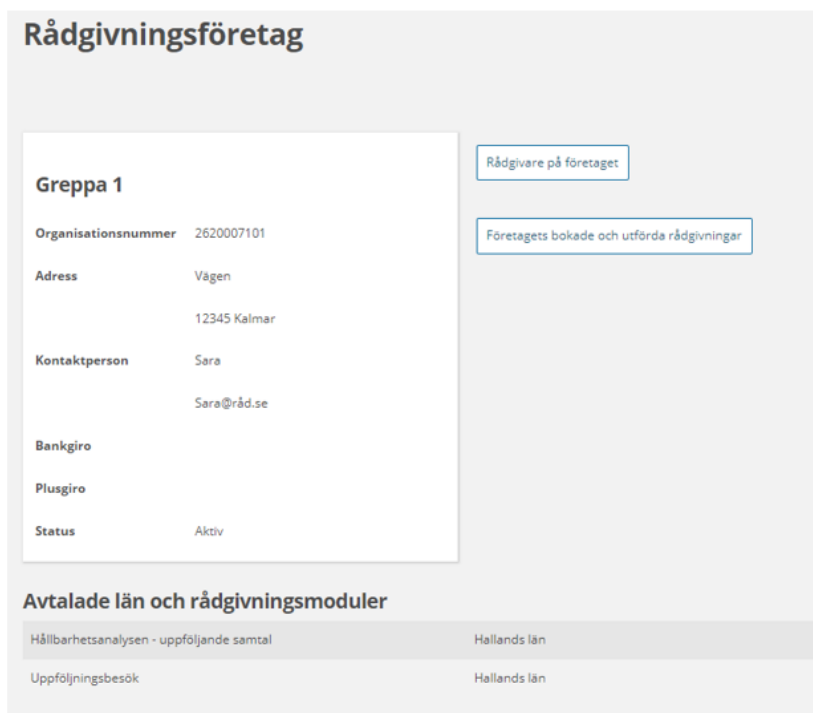 Rådgivningsföretag
Greppa 1
Rådgivare på företaget
Organisationsnummer 2620007101
Företagets bokade och utförda rådgivningar
Adress Vägen
12345 Kalmar
Kontaktperson Sara
Sara@råd.se
Bankgiro
Plusgiro
Status Aktiv
Avtalade län och rådgivningsmoduler
Hållbarhetsanalysen - uppföljande samtal Hallands län
Uppföljningsbesök Hallands län